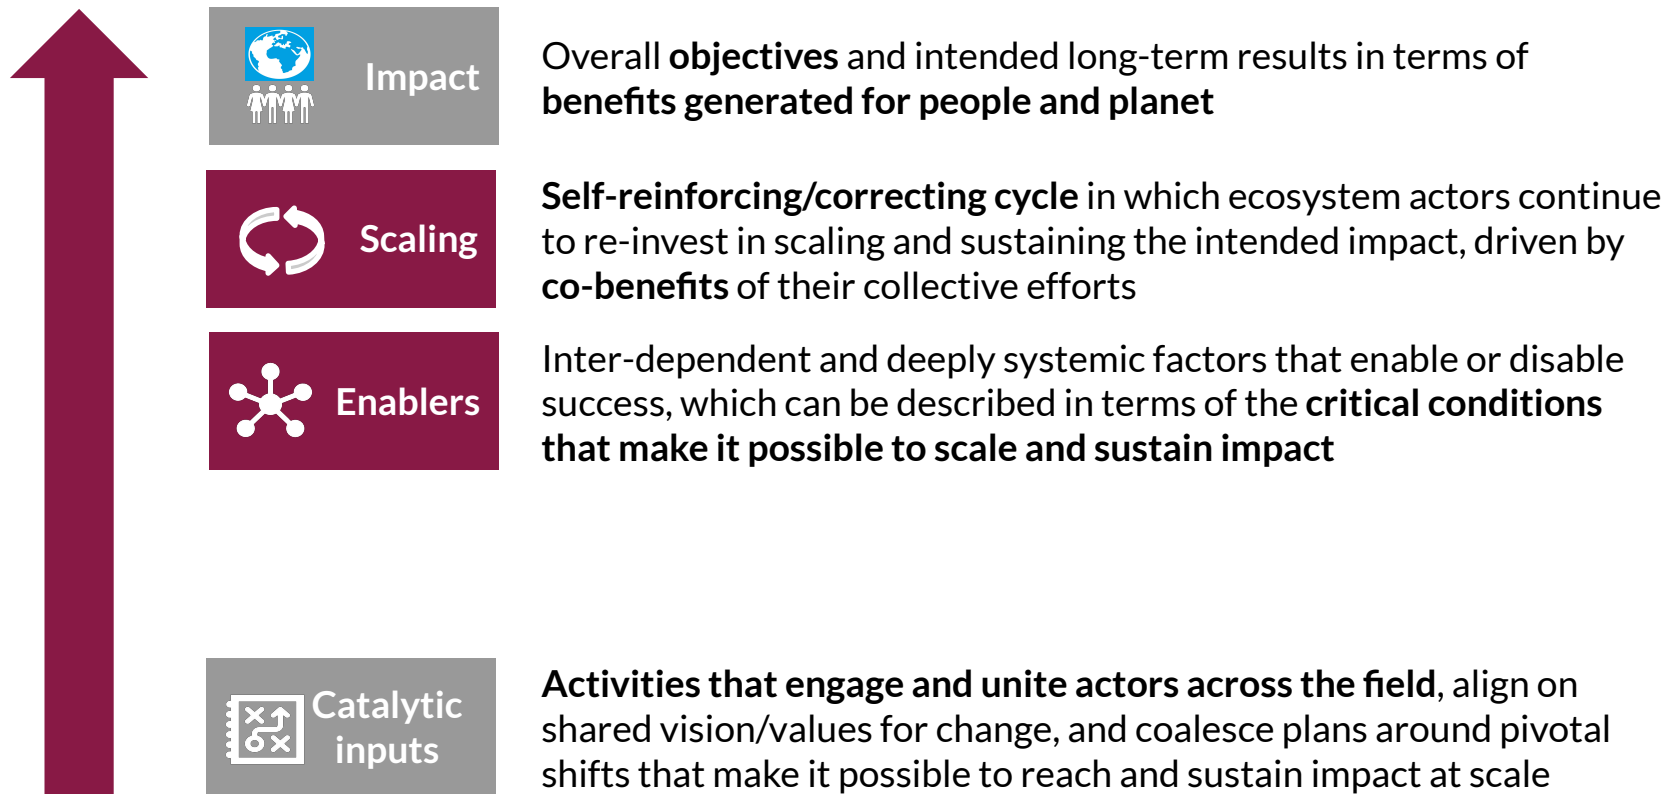 Impact
Overall objectives and intended long-term results in terms of
benefits generated for people and planet
Scaling
Self-reinforcing/correcting cycle in which ecosystem actors continue
to re-invest in scaling and sustaining the intended impact, driven by
co-benefits of their collective efforts
Enablers
Inter-dependent and deeply systemic factors that enable or disable
success, which can be described in terms of the critical conditions
that make it possible to scale and sustain impact
Catalytic
inputs
Activities that engage and unite actors across the field, align on
shared vision/values for change, and coalesce plans around pivotal
shifts that make it possible to reach and sustain impact at scale